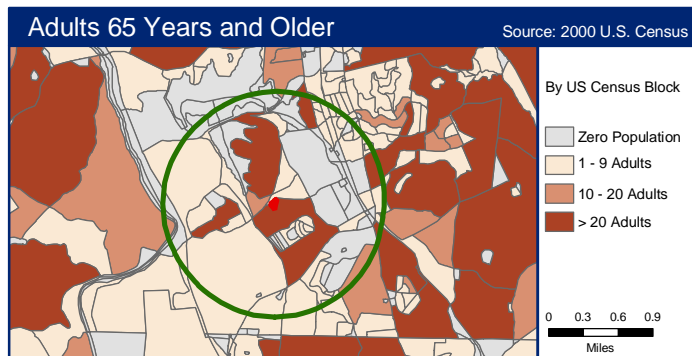 Adults 65 Years and Older
Source: 2000 U.S. Census
By US Census Block
Zero Population
1 - 9 Adults
10 - 20 Adults
> 20 Adults
0 0.3 0.6 0.9
Miles